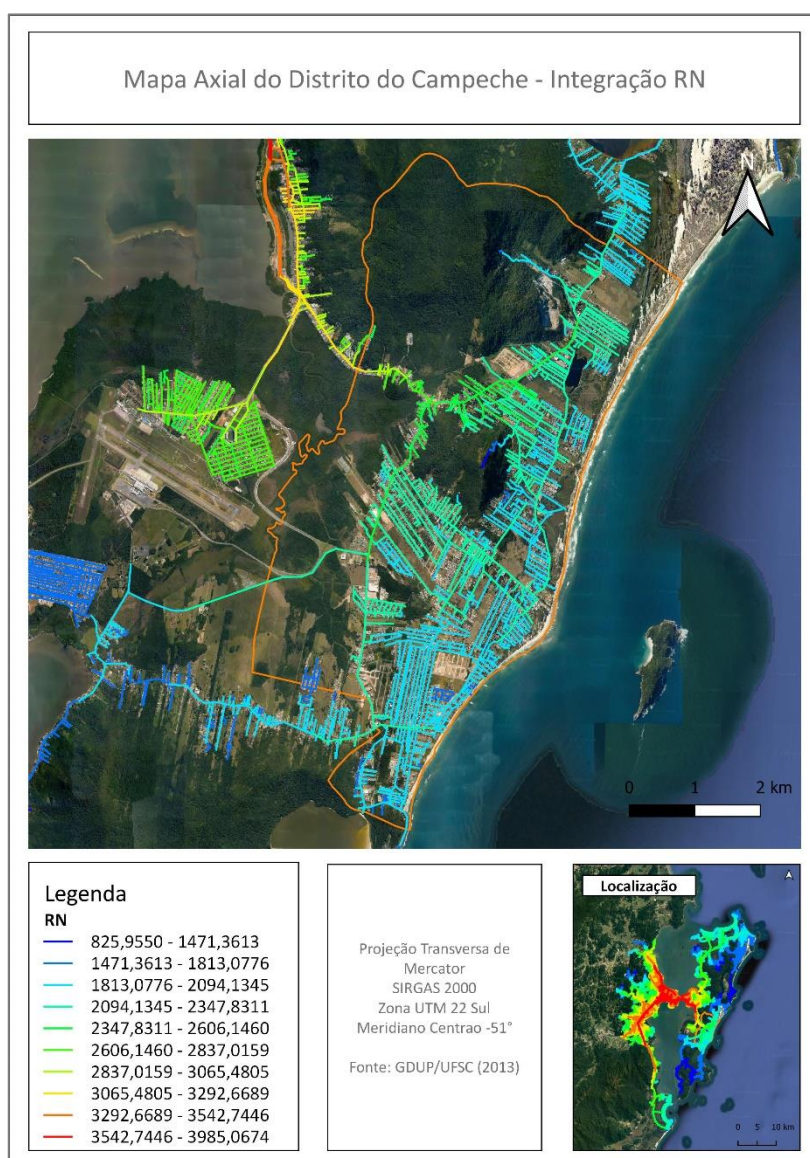 Mapa Axial do Distrito do Campeche - Integração RN
N
0 1 2 km
Legenda
RN
825,9550 - 1471,3613
1471,3613 - 1813,0776
1813,0776 - 2094,1345
2094,1345 - 2347,8311
2347,8311 - 2606,1460
2606,1460 - 2837,0159
2837,0159 - 3065,4805
3065,4805 - 3292,6689
3292,6689 - 3542,7446
3542,7446 - 3985,0674
Projeção Transversa de
Mercator
SIRGAS 2000
Zona UTM 22 Sul
Meridiano Centrao -51°
Fonte: GDUP/UFSC (2013)
Localização
0 5 10 km